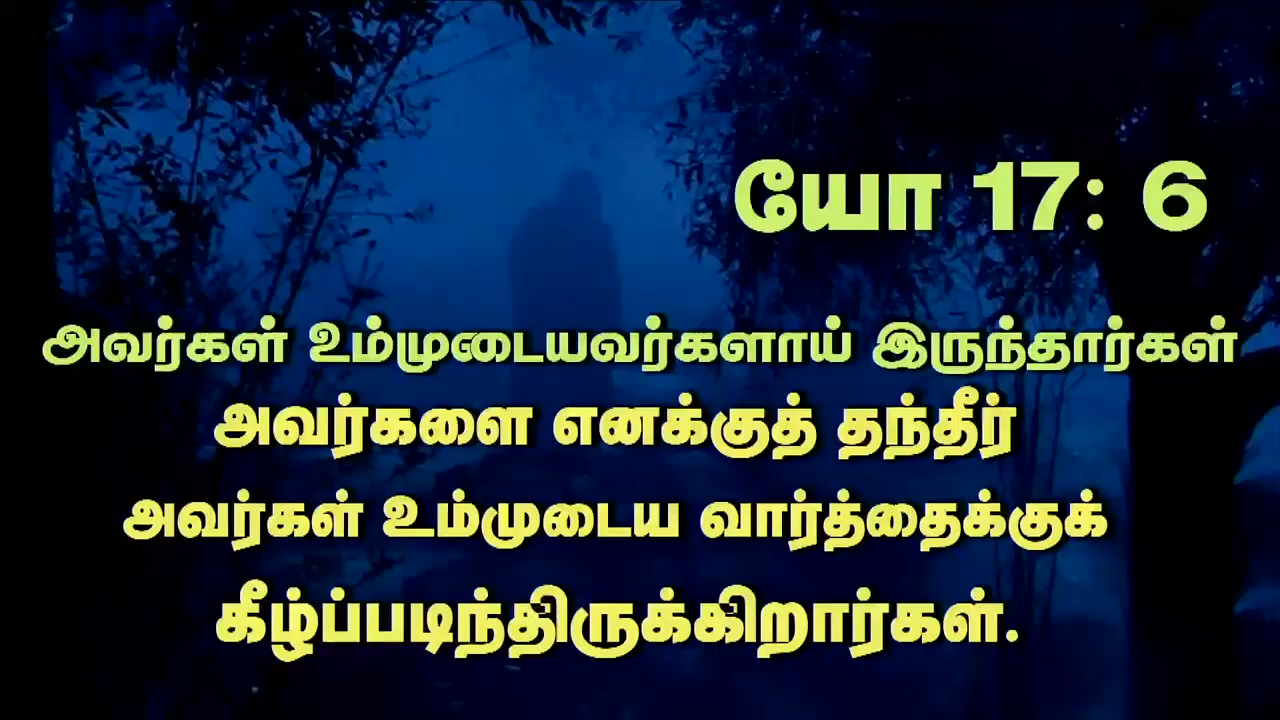 யோ 17: 6
அவர்கள் உம்முடையவர்களாய் இருந்தார்கள்
அவர்களை எனக்குத் தந்தீர்
அவர்கள் உம்முடைய வார்த்தைக்குக்
கீழ்ப்படிந்திருக்கிறார்கள்.